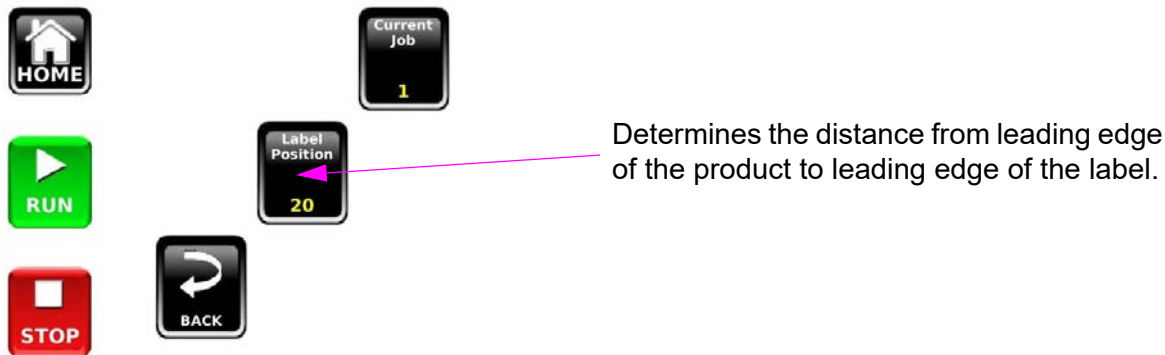 HOME
Current
Job
1
Label
Position
20
Determines the distance from leading edge
of the product to leading edge of the label.
RUN
BACK
STOP